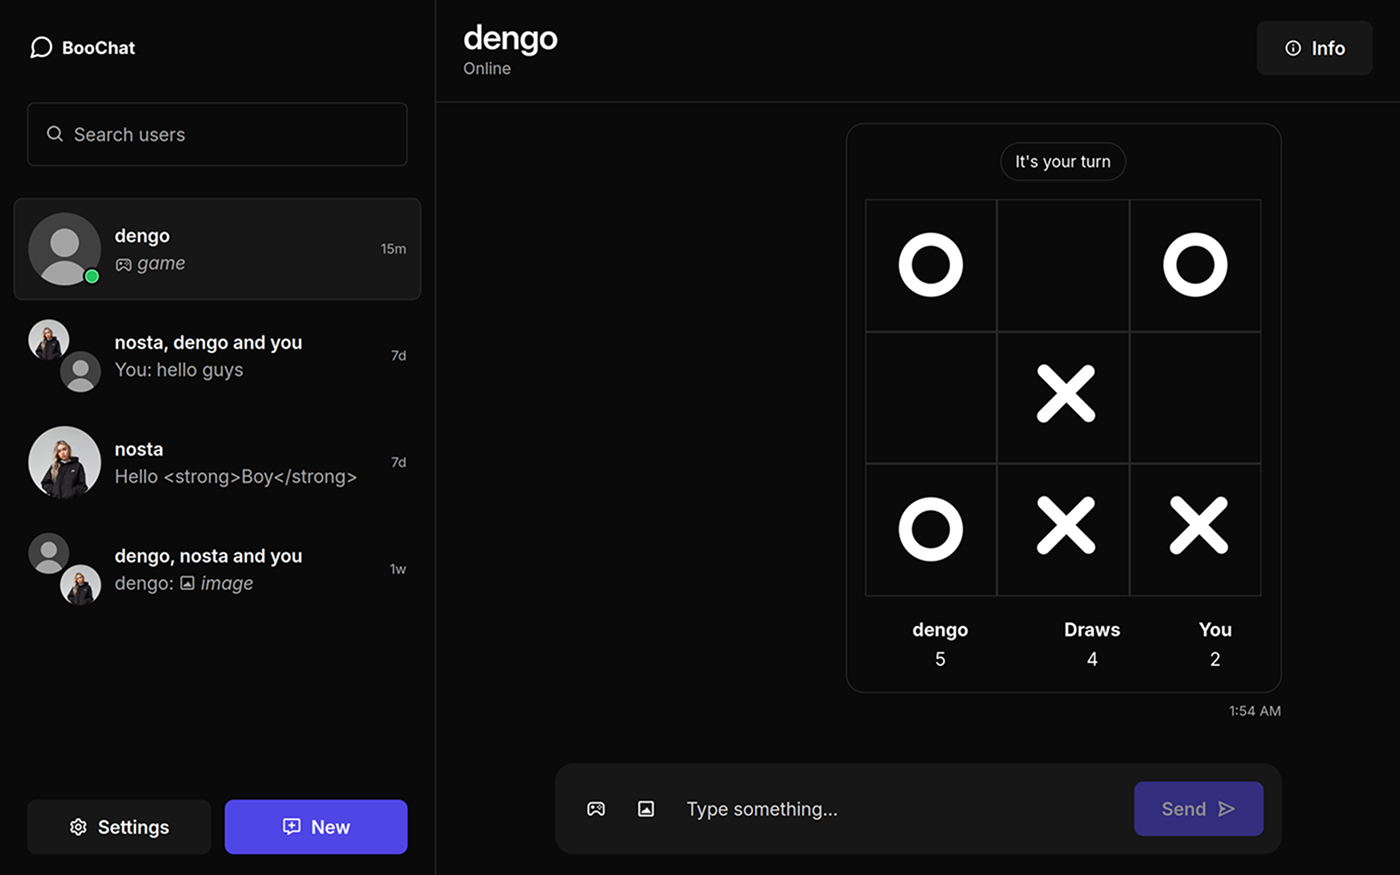 BooChat
Search users
dengo
game
15m
nosta, dengo and you
You: hello guys
7d
nosta
Hello <strong>Boy</strong>
7d
dengo, nosta and you
dengo: image
1w
Settings
New
dengo
Online
Info
It's your turn
dengo Draws You
5 4 2
1:54 AM
Type something...
Send